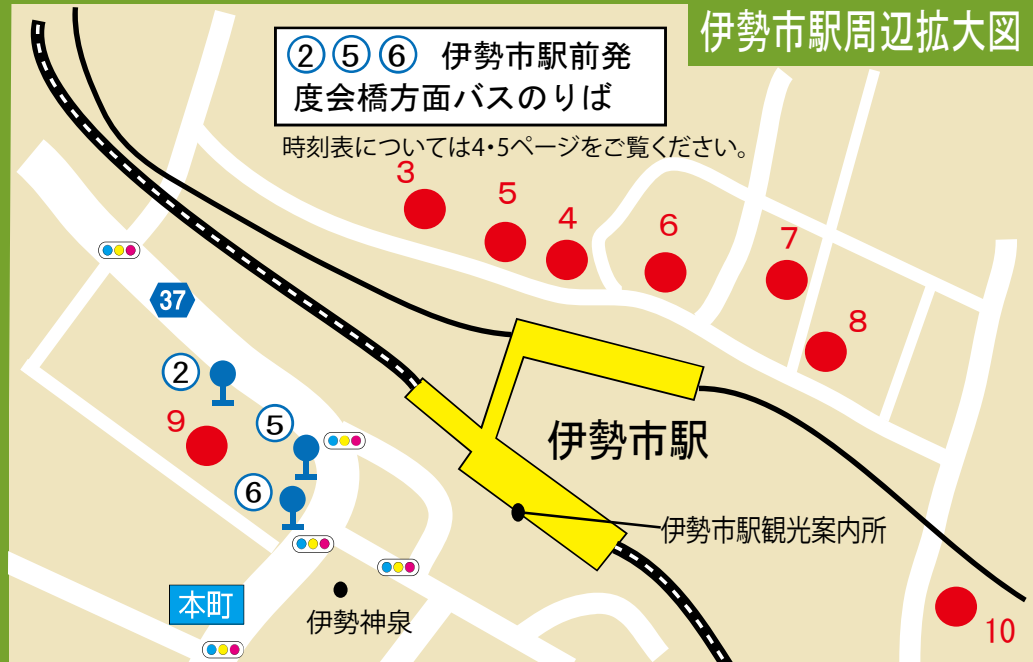 伊勢市駅周辺拡大図
②⑤⑥ 伊勢市駅前発
度会橋方面バスのりば
時刻表については4・5ページをご覧ください。
3
5
4
6
7
8
37
②
9
⑤
⑥
伊勢市駅
伊勢市駅観光案内所
本町
伊勢神泉
10